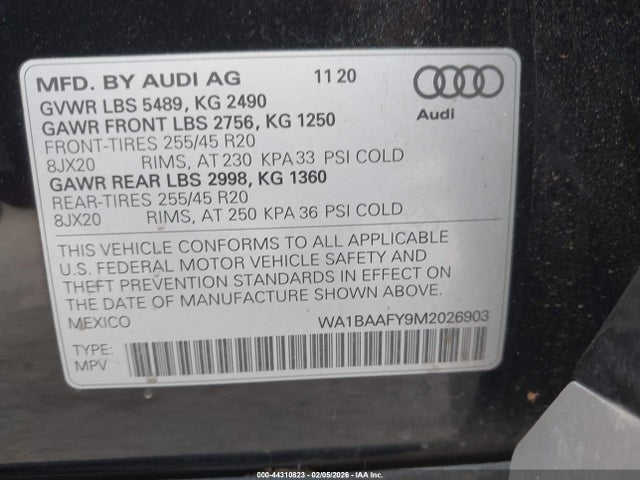 MFD. BY AUDI AG 11 20
GVWR LBS 5489, KG 2490
GAWR FRONT LBS 2756, KG 1250
FRONT-TIRES 255/45 R20
8JX20 RIMS, AT 230 KPA 33 PSI COLD
GAWR REAR LBS 2998, KG 1360
REAR-TIRES 255/45 R20
8JX20 RIMS, AT 250 KPA 36 PSI COLD
Audi
THIS VEHICLE CONFORMS TO ALL APPLICABLE
U.S. FEDERAL MOTOR VEHICLE SAFETY AND
THEFT PREVENTION STANDARDS IN EFFECT ON
THE DATE OF MANUFACTURE SHOWN ABOVE.
MEXICO WA1BAAFY9M2026903
TYPE:
MPV
000-44310823 - 02/05/2026 - IAA Inc.